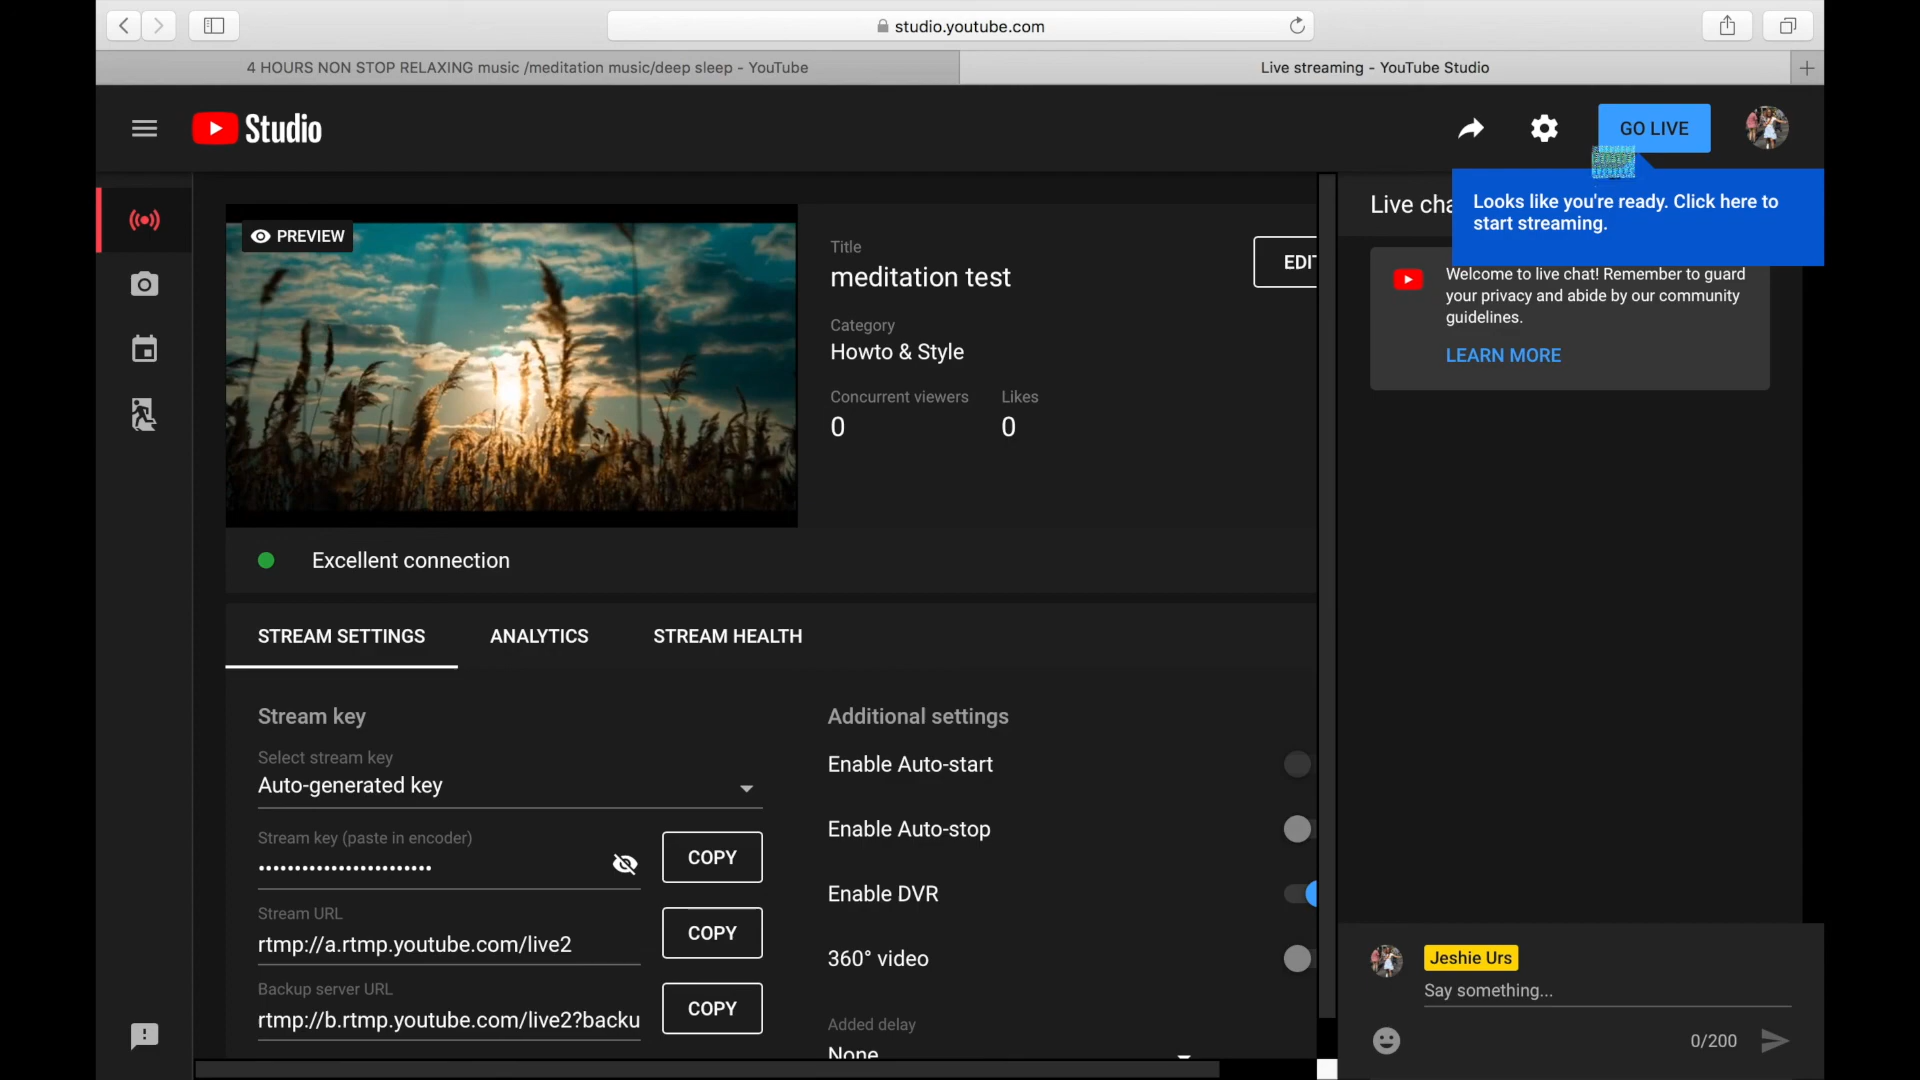 studio.youtube.com
4 HOURS NON STOP RELAXING music /meditation music/deep sleep - YouTube
Live streaming - YouTube Studio
Studio
GO LIVE
Looks like you're ready. Click here to
start streaming.
Live cha
PREVIEW
Title
meditation test
EDIT
Category
Howto & Style
Concurrent viewers
Likes
0
0
Welcome to live chat! Remember to guard
your privacy and abide by our community
guidelines.
LEARN MORE
Excellent connection
STREAM SETTINGS
ANALYTICS
STREAM HEALTH
Stream key
Select stream key
Auto-generated key
Stream key (paste in encoder)
••••••••••••••••••••••••
COPY
Stream URL
rtmp://a.rtmp.youtube.com/live2
COPY
Backup server URL
rtmp://b.rtmp.youtube.com/live2?backu
COPY
Additional settings
Enable Auto-start
Enable Auto-stop
Enable DVR
360° video
Added delay
None
Jeshie Urs
Say something...
0/200